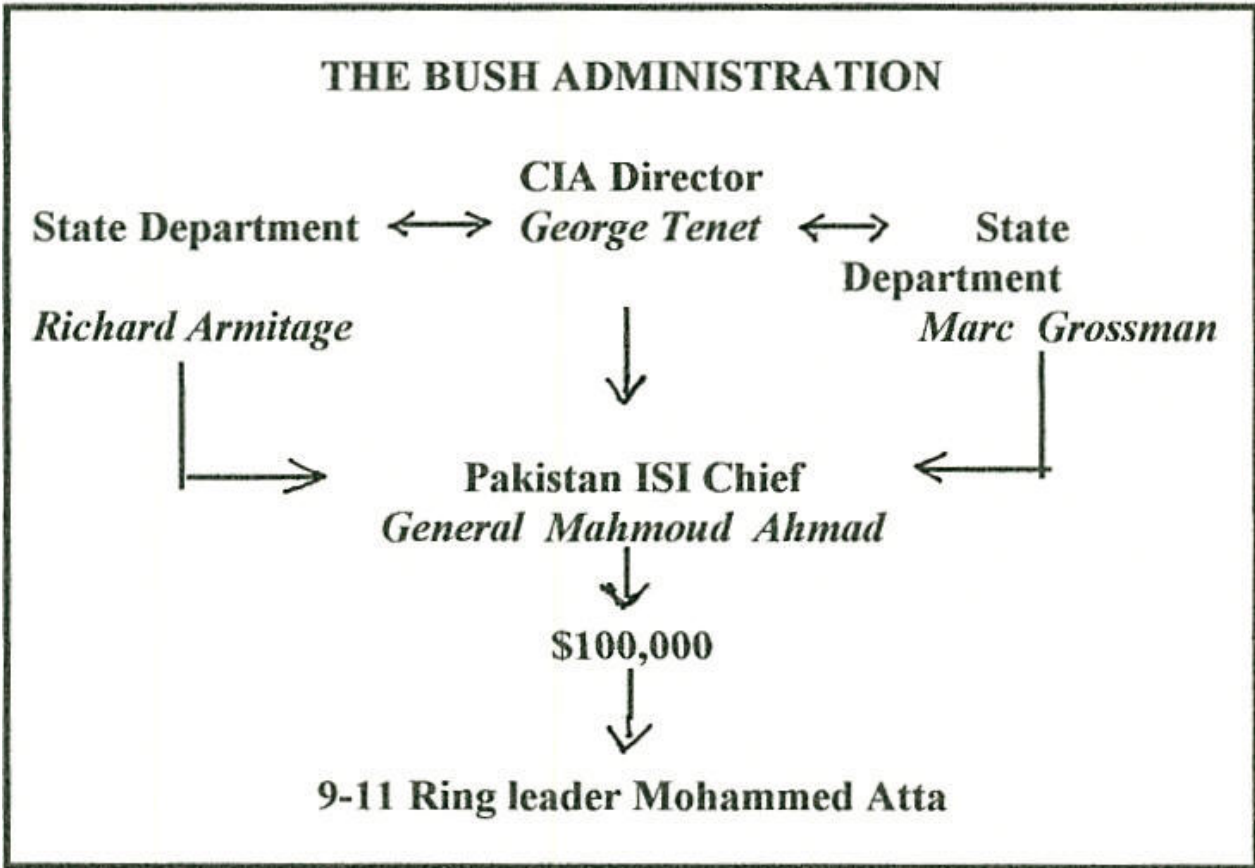 THE BUSH ADMINISTRATION
CIA Director
State Department George Tenet State
Department
Richard Armitage Marc Grossman
Pakistan ISI Chief
General Mahmoud Ahmad
$100,000
9-11 Ring leader Mohammed Atta